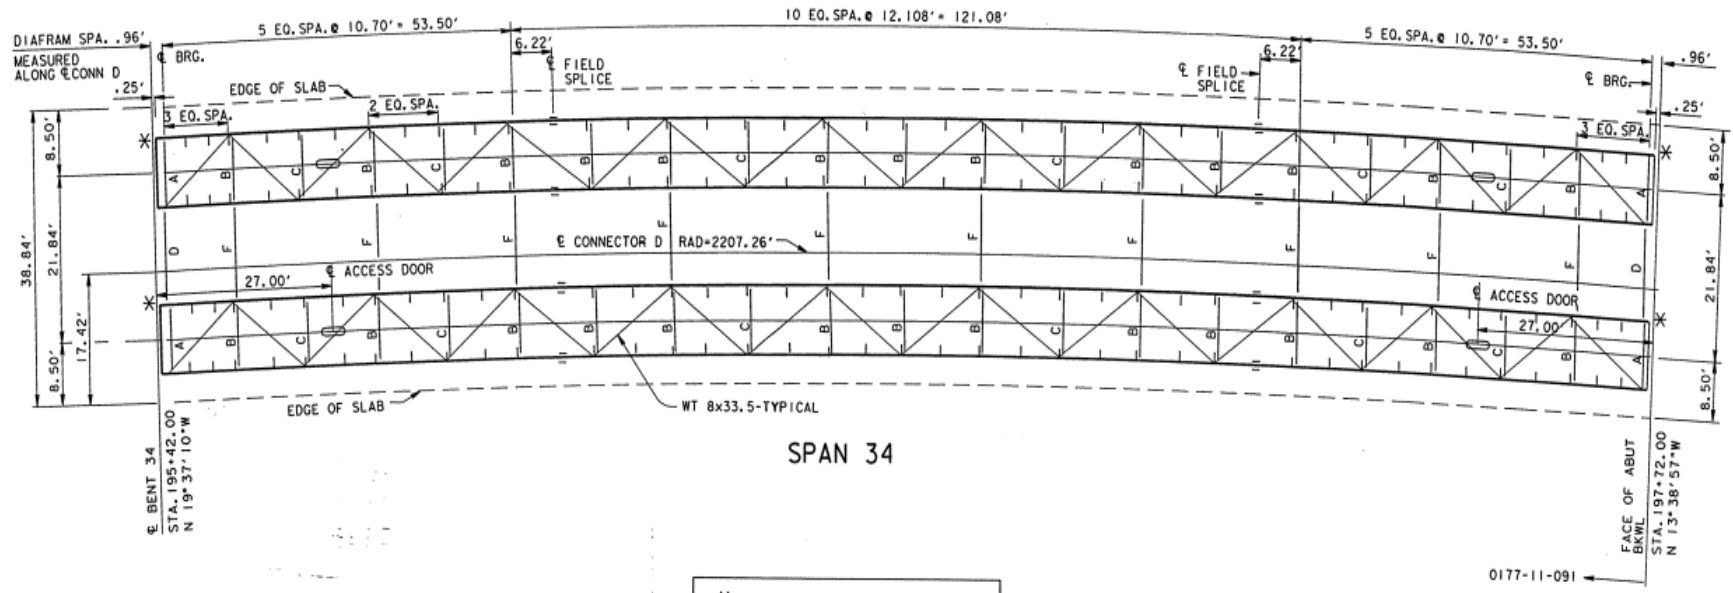 10 EQ. SPA. @ 12.108' = 121.08'
5 EQ. SPA. @ 10.70' = 53.50'
5 EQ. SPA. @ 10.70' = 53.50'
DIAFRAM SPA. .96'
MEASURED
ALONG ℄ CONN D
℄ BRG.
6.22'
℄ FIELD
SPLICE
6.22'
℄ FIELD
SPLICE
.96'
℄ BRG.
.25'
EDGE OF SLAB
.25'
3 EQ. SPA.
2 EQ. SPA.
3 EQ. SPA.
8.50'
8.50'
A
B
C
B
C
B
B
B
C
B
B
C
B
B
C
B
C
B
A
38.84'
21.84'
21.84'
D
F
F
F
F
F
F
F
F
F
D
℄ CONNECTOR D RAD=2207.26'
℄ ACCESS DOOR
27.00'
℄ ACCESS DOOR
27.00'
17.42'
A
B
C
B
C
B
B
B
C
B
B
C
B
B
C
B
C
B
A
8.50'
8.50'
EDGE OF SLAB
WT 8x33.5-TYPICAL
SPAN 34
℄ BENT 34
STA. 195+42.00
N 19°37'10"W
FACE OF ABUT
BKWL
STA. 197+72.00
N 13°38'57"W
0177-11-091